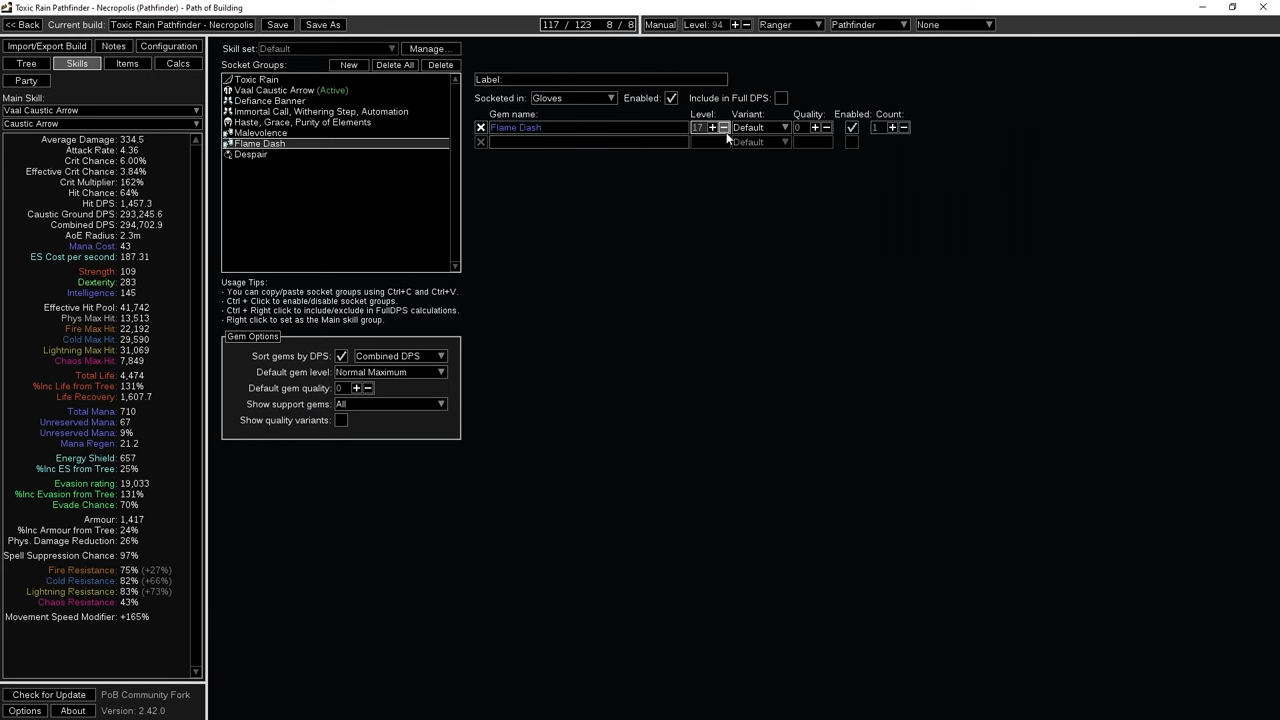 Toxic Rain Pathfinder - Necropolis (Pathfinder) - Path of Building
<< Back Current build: Toxic Rain Pathfinder - Necropolis Save Save As 117 / 123 8 / 8 Manual Level: 94 + - Ranger Pathfinder None
Import/Export Build Notes Configuration
Tree Skills Items Calcs
Party
Main Skill:
Vaal Caustic Arrow
Caustic Arrow
Average Damage: 334.5
Attack Rate: 4.36
Crit Chance: 6.00%
Effective Crit Chance: 3.84%
Crit Multiplier: 162%
Hit Chance: 64%
Hit DPS: 1,457.3
Caustic Ground DPS: 293,245.6
Combined DPS: 294,702.9
AoE Radius: 2.3m
Mana Cost: 43
ES Cost per second: 187.31
Strength: 109
Dexterity: 283
Intelligence: 145
Effective Hit Pool: 41,742
Phys Max Hit: 13,513
Fire Max Hit: 22,192
Cold Max Hit: 29,590
Lightning Max Hit: 31,069
Chaos Max Hit: 7,849
Total Life: 4,474
%Inc Life from Tree: 131%
Life Recovery: 1,607.7
Total Mana: 710
Unreserved Mana: 67
Unreserved Mana: 9%
Mana Regen: 21.2
Energy Shield: 657
%Inc ES from Tree: 25%
Evasion rating: 19,033
%Inc Evasion from Tree: 131%
Evade Chance: 70%
Armour: 1,417
%Inc Armour from Tree: 24%
Phys. Damage Reduction: 26%
Spell Suppression Chance: 97%
Fire Resistance: 75% (+27%)
Cold Resistance: 82% (+66%)
Lightning Resistance: 83% (+73%)
Chaos Resistance: 43%
Movement Speed Modifier: +165%
Check for Update PoB Community Fork
Options About Version: 2.42.0
Skill set: Default Manage...
Socket Groups: New Delete All Delete
Toxic Rain
Vaal Caustic Arrow (Active)
Defiance Banner
Immortal Call, Withering Step, Automation
Haste, Grace, Purity of Elements
Malevolence
Flame Dash
Despair
Usage Tips:
- You can copy/paste socket groups using Ctrl+C and Ctrl+V.
- Ctrl + Click to enable/disable socket groups.
- Ctrl + Right click to include/exclude in FullDPS calculations.
- Right click to set as the Main skill group.
Gem Options
Sort gems by DPS: Combined DPS
Default gem level: Normal Maximum
Default gem quality: 0 + -
Show support gems: All
Show quality variants:
Label:
Socketed in: Gloves Enabled: Include in Full DPS:
Gem name: Level: Variant: Quality: Enabled: Count:
Flame Dash 17 + - Default 0 + - 1 + -
Default